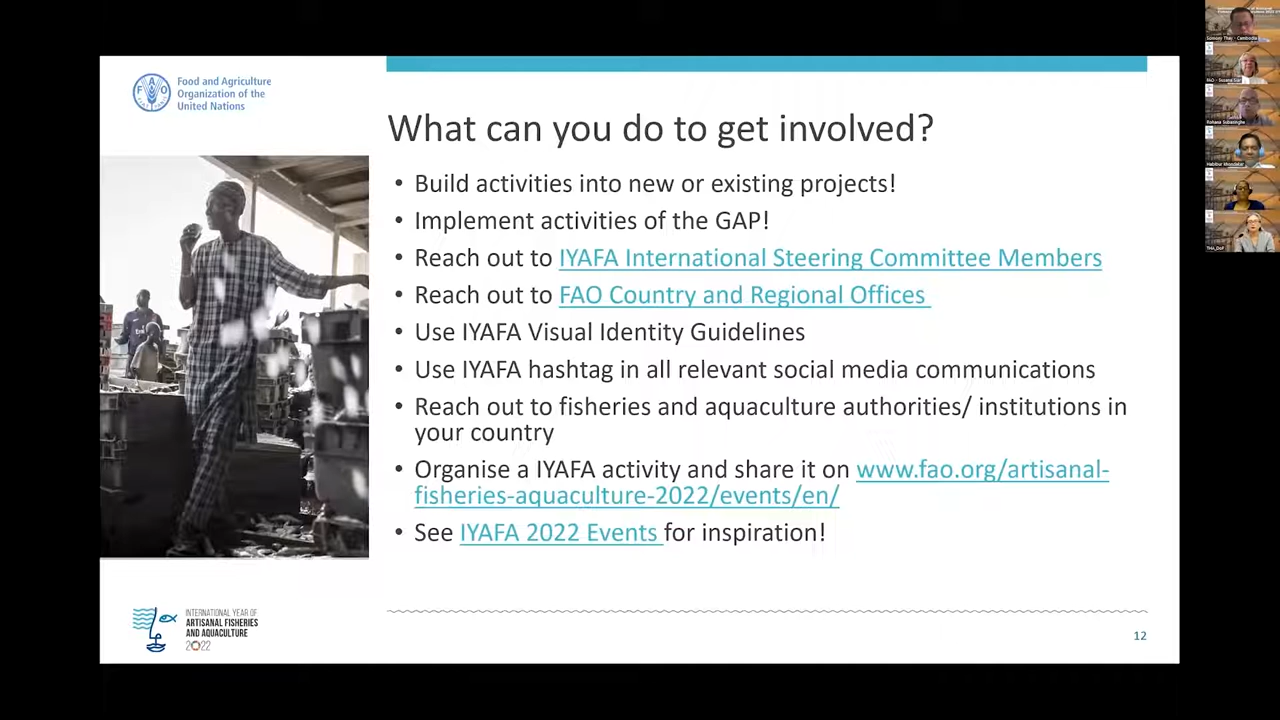 Food and Agriculture
Organization of the
United Nations
What can you do to get involved?
• Build activities into new or existing projects!
• Implement activities of the GAP!
• Reach out to IYAFA International Steering Committee Members
• Reach out to FAO Country and Regional Offices
• Use IYAFA Visual Identity Guidelines
• Use IYAFA hashtag in all relevant social media communications
• Reach out to fisheries and aquaculture authorities/ institutions in
your country
• Organise a IYAFA activity and share it on www.fao.org/artisanal-
fisheries-aquaculture-2022/events/en/
• See IYAFA 2022 Events for inspiration!
INTERNATIONAL YEAR OF
ARTISANAL FISHERIES
AND AQUACULTURE
2022
12
Somony Thay - Cambodia
Rohana Subasinghe